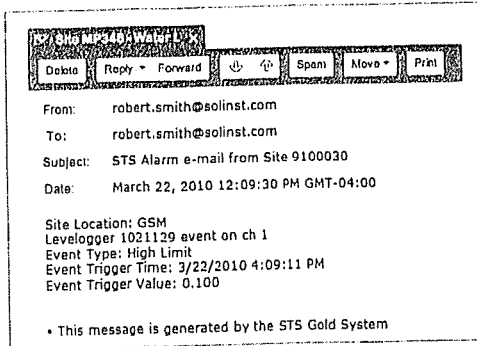 Delete Reply Forward Spam Move Print
From: robert.smith@solinst.com
To: robert.smith@solinst.com
Subject: STS Alarm e-mail from Site 9100030
Date: March 22, 2010 12:09:30 PM GMT-04:00
Site Location: GSM
Levelogger 1021129 event on ch 1
Event Type: High Limit
Event Trigger Time: 3/22/2010 4:09:11 PM
Event Trigger Value: 0.100
• This message is generated by the STS Gold System